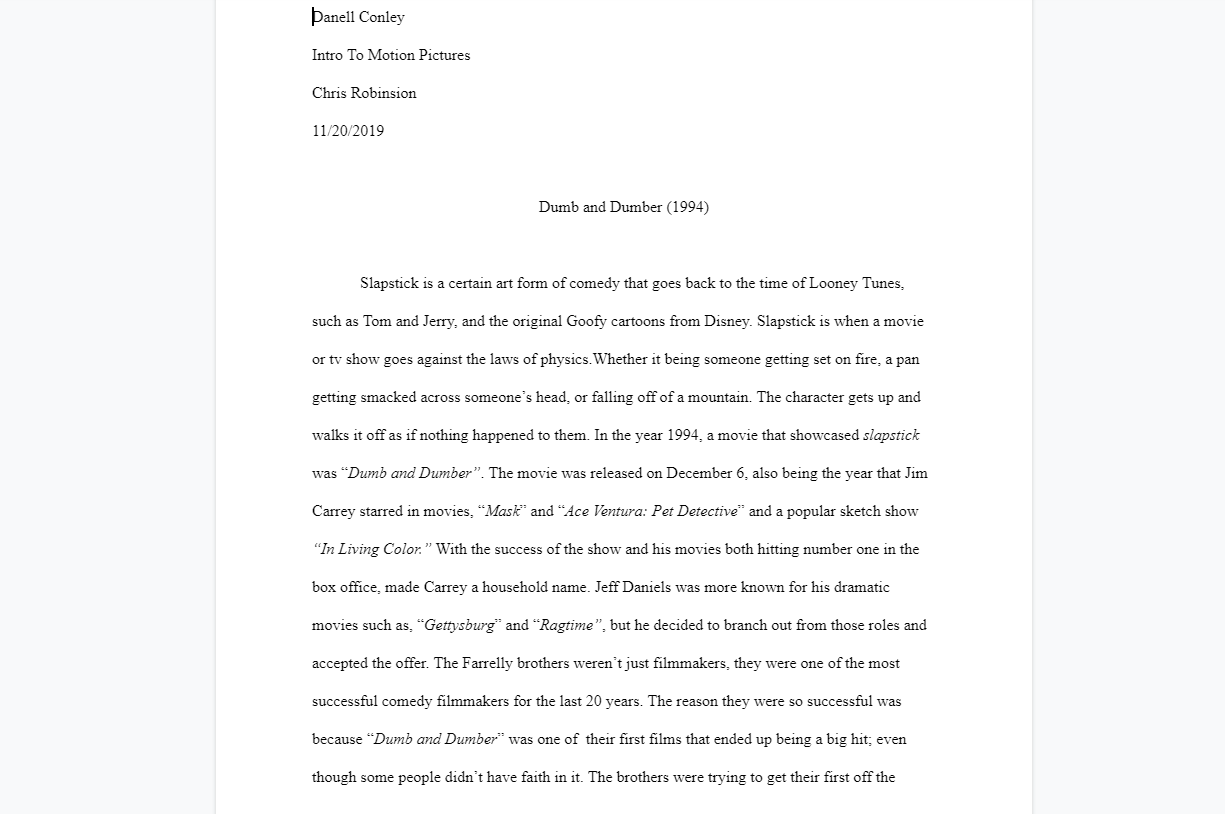 Danell Conley
Intro To Motion Pictures
Chris Robinsion
11/20/2019
Dumb and Dumber (1994)
Slapstick is a certain art form of comedy that goes back to the time of Looney Tunes,
such as Tom and Jerry, and the original Goofy cartoons from Disney. Slapstick is when a movie
or tv show goes against the laws of physics.Whether it being someone getting set on fire, a pan
getting smacked across someone’s head, or falling off of a mountain. The character gets up and
walks it off as if nothing happened to them. In the year 1994, a movie that showcased slapstick
was “Dumb and Dumber”. The movie was released on December 6, also being the year that Jim
Carrey starred in movies, “Mask” and “Ace Ventura: Pet Detective” and a popular sketch show
“In Living Color.” With the success of the show and his movies both hitting number one in the
box office, made Carrey a household name. Jeff Daniels was more known for his dramatic
movies such as, “Gettysburg” and “Ragtime”, but he decided to branch out from those roles and
accepted the offer. The Farrelly brothers weren’t just filmmakers, they were one of the most
successful comedy filmmakers for the last 20 years. The reason they were so successful was
because “Dumb and Dumber” was one of  their first films that ended up being a big hit; even
though some people didn’t have faith in it. The brothers were trying to get their first off the